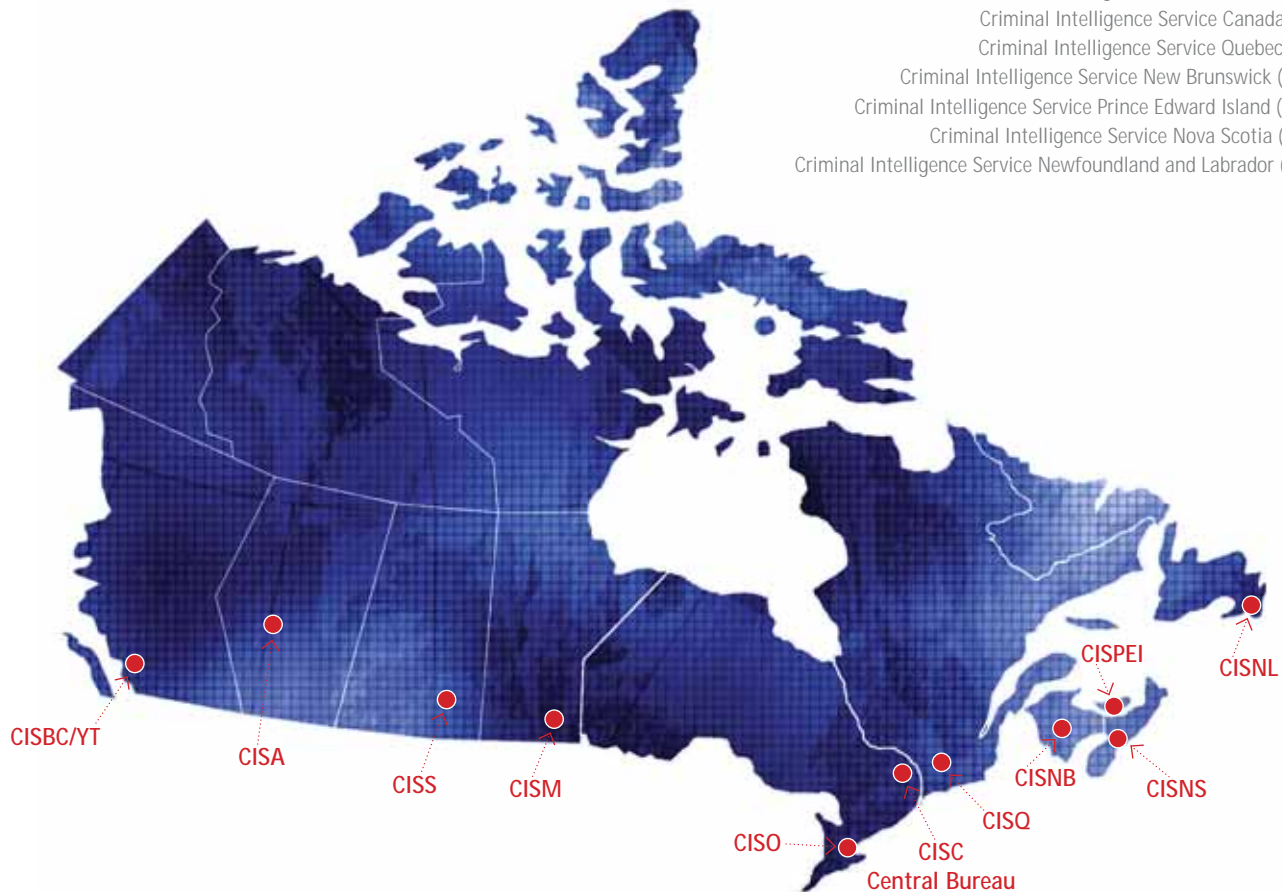 Criminal Intelligence Service Canada
Criminal Intelligence Service Quebec
Criminal Intelligence Service New Brunswick (
Criminal Intelligence Service Prince Edward Island (
Criminal Intelligence Service Nova Scotia (
Criminal Intelligence Service Newfoundland and Labrador (
CISPEI
CISNL
CISBC/YT
CISA
CISS
CISM
CISNB
CISNS
CISQ
CISO
CISC
Central Bureau